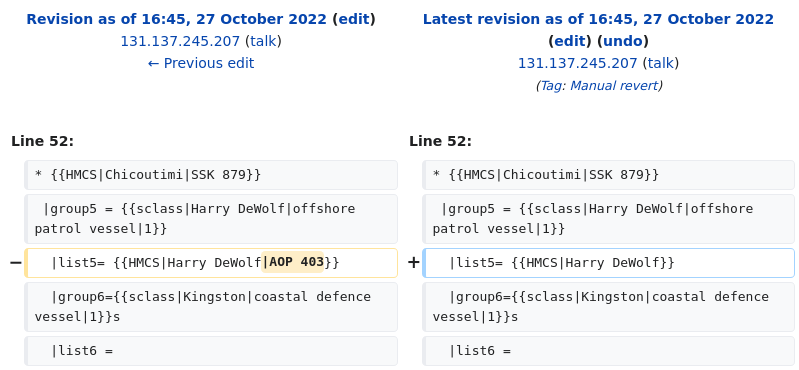 Revision as of 16:45, 27 October 2022 (edit)
131.137.245.207 (talk)
← Previous edit
Latest revision as of 16:45, 27 October 2022
(edit) (undo)
131.137.245.207 (talk)
(Tag: Manual revert)
Line 52:
* {{HMCS|Chicoutimi|SSK 879}}
|group5 = {{sclass|Harry DeWolf|offshore
patrol vessel|1}}
− |list5= {{HMCS|Harry DeWolf|AOP 403}}
|group6={{sclass|Kingston|coastal defence
vessel|1}}s
|list6 =
Line 52:
* {{HMCS|Chicoutimi|SSK 879}}
|group5 = {{sclass|Harry DeWolf|offshore
patrol vessel|1}}
+ |list5= {{HMCS|Harry DeWolf}}
|group6={{sclass|Kingston|coastal defence
vessel|1}}s
|list6 =